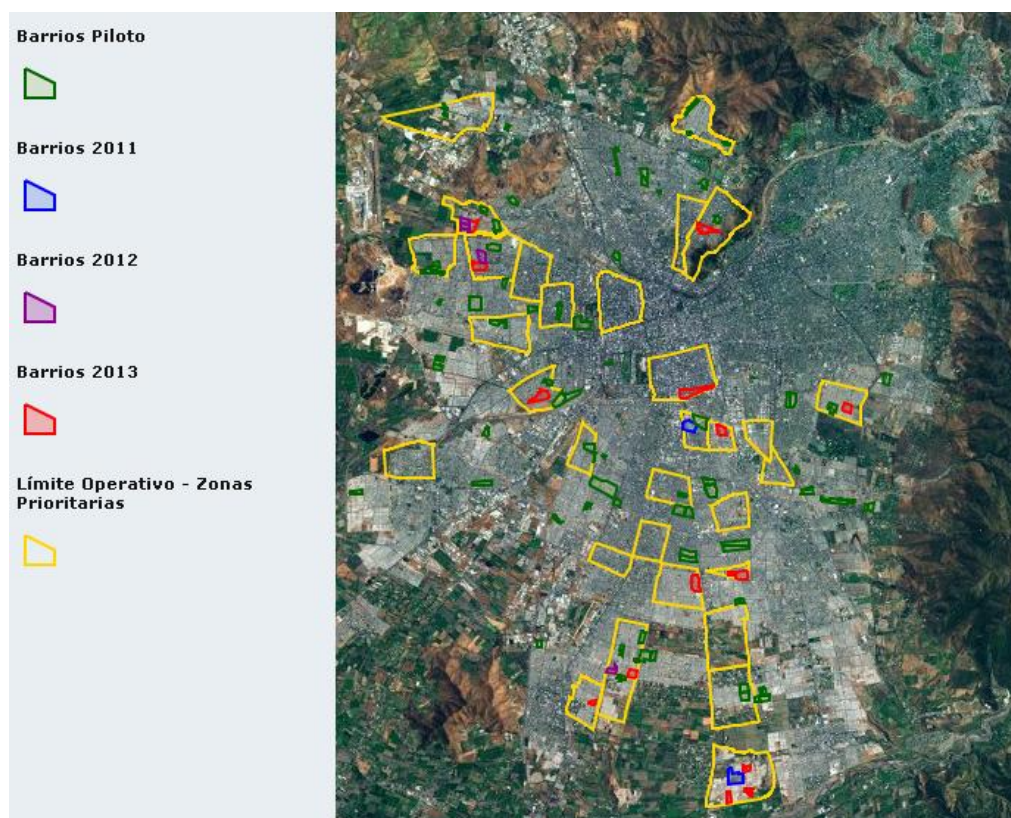 Barrios Piloto
Barrios 2011
Barrios 2012
Barrios 2013
Límite Operativo - Zonas
Prioritarias